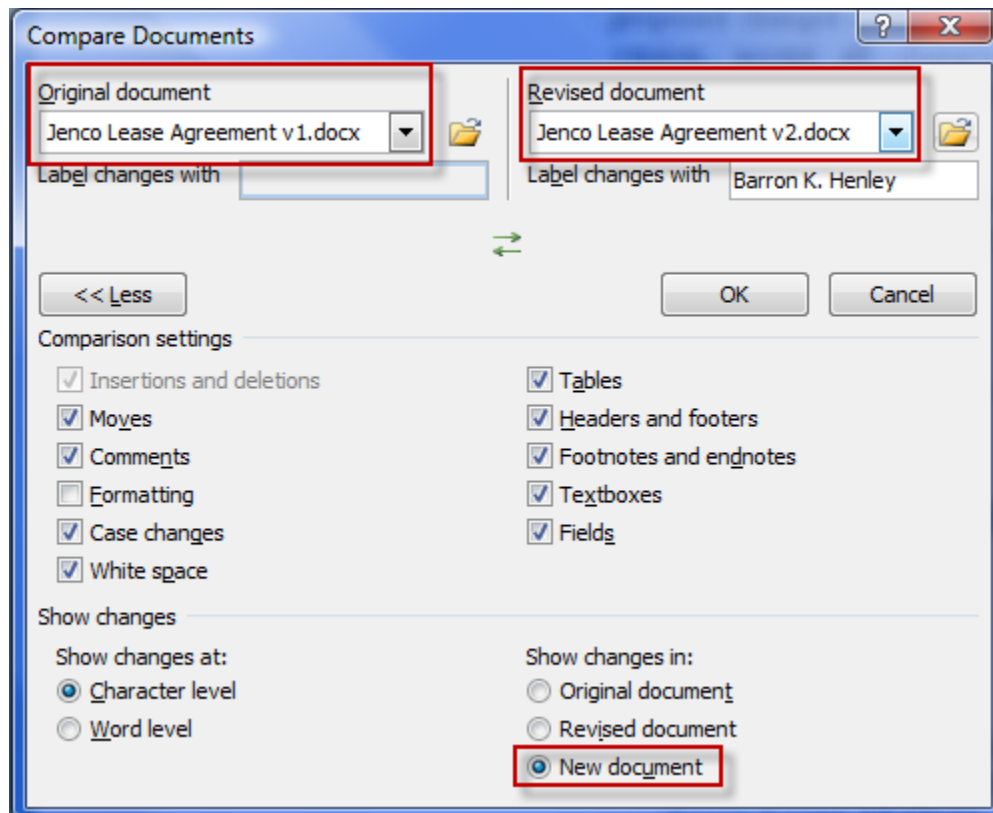 Compare Documents
Original document
Revised document
Jenco Lease Agreement v1.docx
Jenco Lease Agreement v2.docx
Label changes with
Label changes with Barron K. Henley
<< Less
OK
Cancel
Comparison settings
Insertions and deletions
Tables
Moves
Headers and footers
Comments
Footnotes and endnotes
Formatting
Textboxes
Case changes
Fields
White space
Show changes
Show changes at:
Show changes in:
Character level
Original document
Word level
Revised document
New document